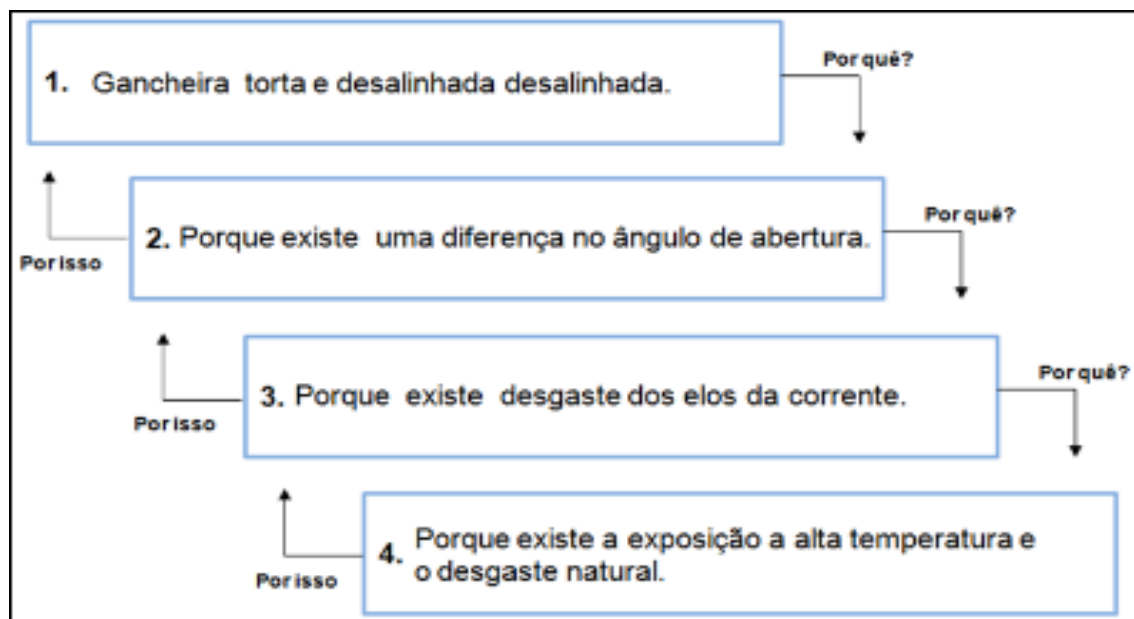 Por quê?
1. Gancheira torta e desalinhada desalinhada.
2. Porque existe uma diferença no ângulo de abertura.
Por quê?
Por isso
3. Porque existe desgaste dos elos da corrente.
Por quê?
Por isso
4. Porque existe a exposição a alta temperatura e
o desgaste natural.
Por isso